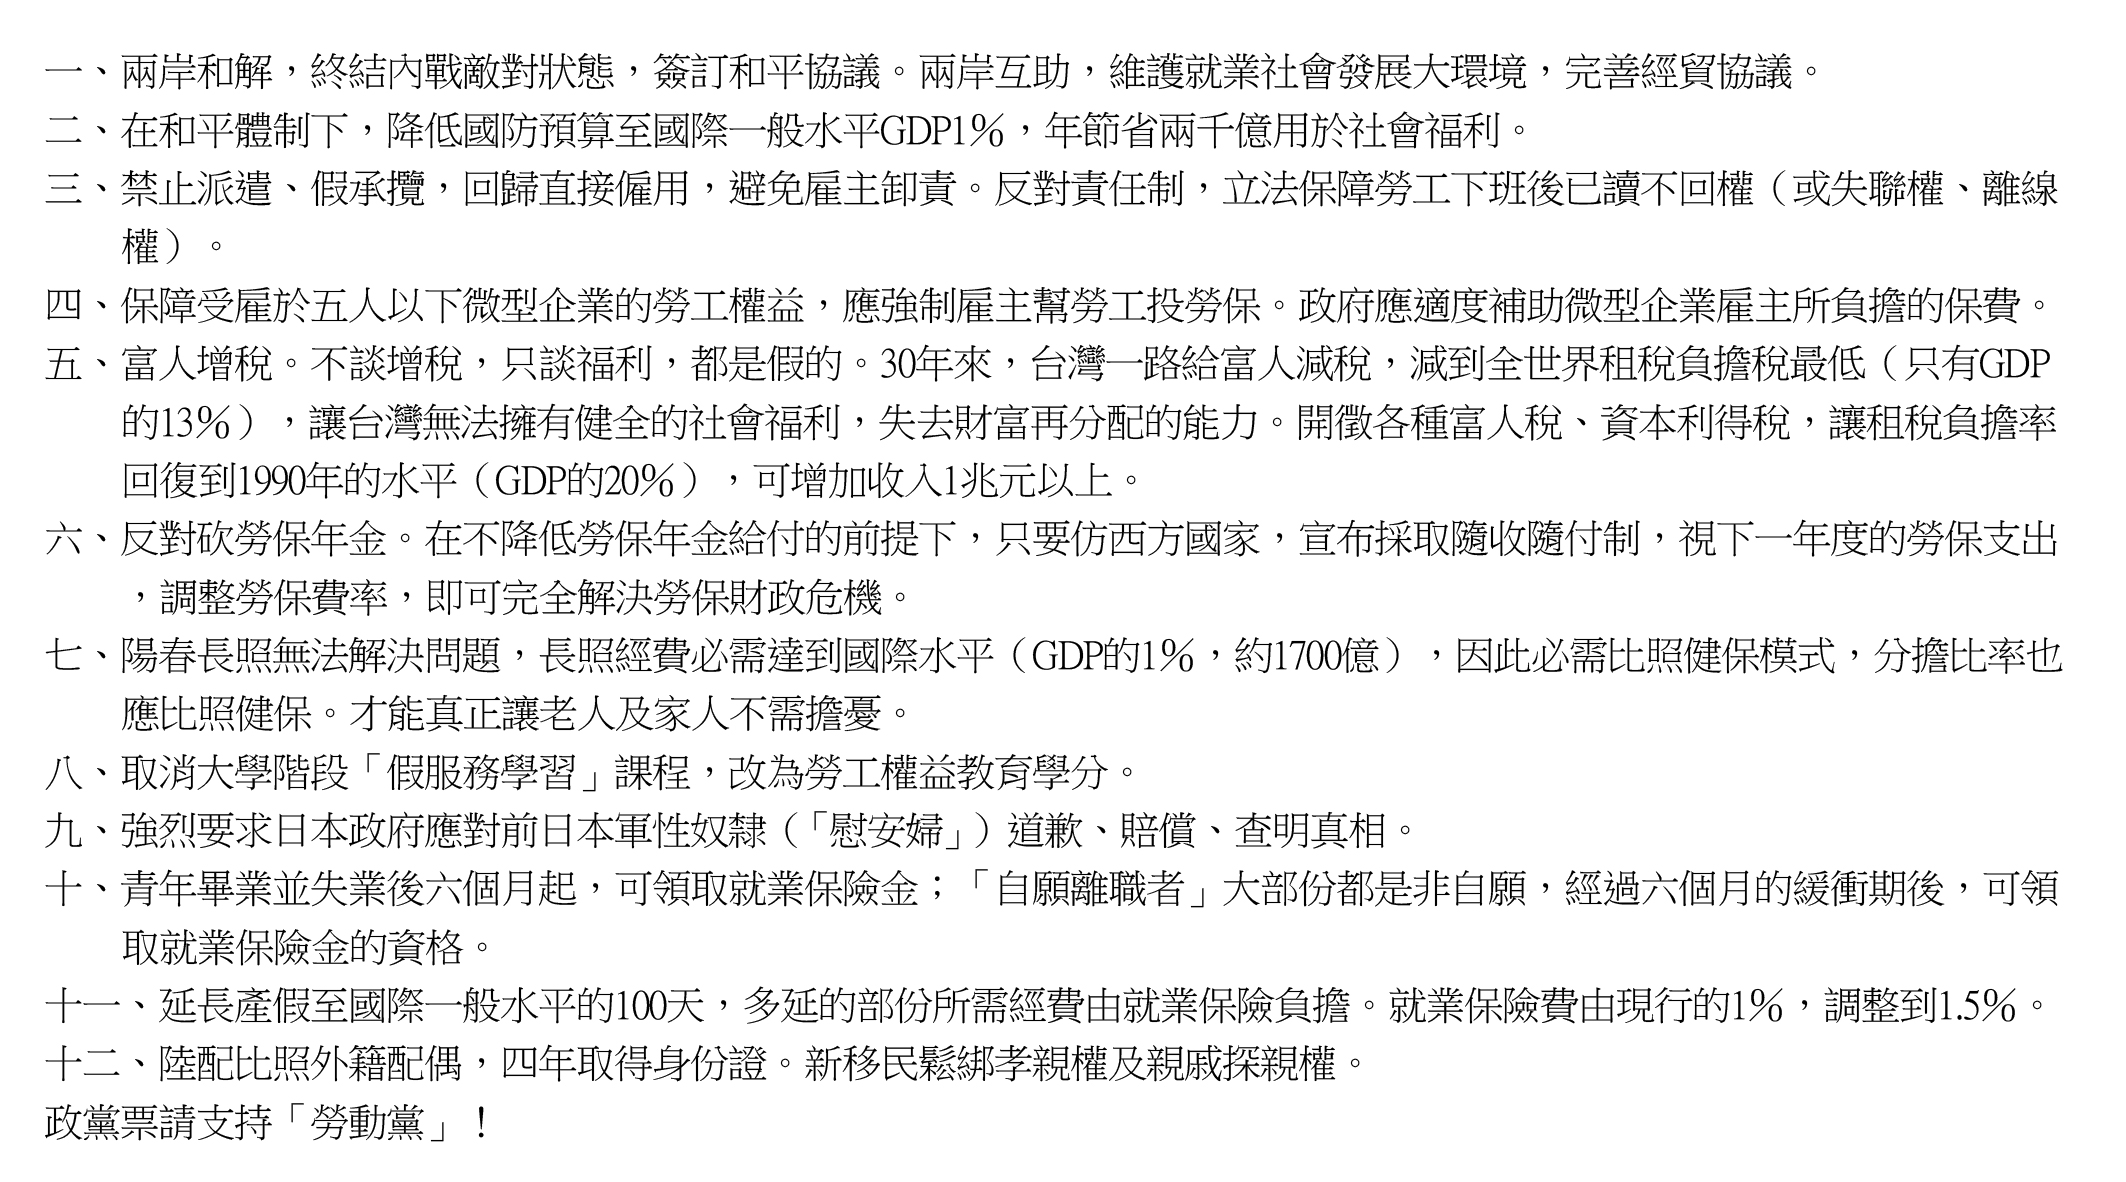 一、兩岸和解，終結內戰敵對狀態，簽訂和平協議。兩岸互助，維護就業社會發展大環境，完善經貿協議。
二、在和平體制下，降低國防預算至國際一般水平GDP1%，年節省兩千億用於社會福利。
三、禁止派遣、假承攬，回歸直接僱用，避免雇主卸責。反對責任制，立法保障勞工下班後已讀不回權（或失聯權、離線
權）。
四、保障受雇於五人以下微型企業的勞工權益，應強制雇主幫勞工投勞保。政府應適度補助微型企業雇主所負擔的保費。
五、富人增稅。不談增稅，只談福利，都是假的。30年來，台灣一路給富人減稅，減到全世界租稅負擔稅最低（只有GDP
的13%），讓台灣無法擁有健全的社會福利，失去財富再分配的能力。開徵各種富人稅、資本利得稅，讓租稅負擔率
回復到1990年的水平（GDP的20%），可增加收入1兆元以上。
六、反對砍勞保年金。在不降低勞保年金給付的前提下，只要仿西方國家，宣布採取隨收隨付制，視下一年度的勞保支出
，調整勞保費率，即可完全解決勞保財政危機。
七、陽春長照無法解決問題，長照經費必需達到國際水平（GDP的1%，約1700億），因此必需比照健保模式，分擔比率也
應比照健保。才能真正讓老人及家人不需擔憂。
八、取消大學階段「假服務學習」課程，改為勞工權益教育學分。
九、強烈要求日本政府應對前日本軍性奴隸（「慰安婦」）道歉、賠償、查明真相。
十、青年畢業並失業後六個月起，可領取就業保險金；「自願離職者」大部份都是非自願，經過六個月的緩衝期後，可領
取就業保險金的資格。
十一、延長產假至國際一般水平的100天，多延的部份所需經費由就業保險負擔。就業保險費由現行的1%，調整到1.5%。
十二、陸配比照外籍配偶，四年取得身份證。新移民鬆綁孝親權及親戚探親權。
政黨票請支持「勞動黨」！